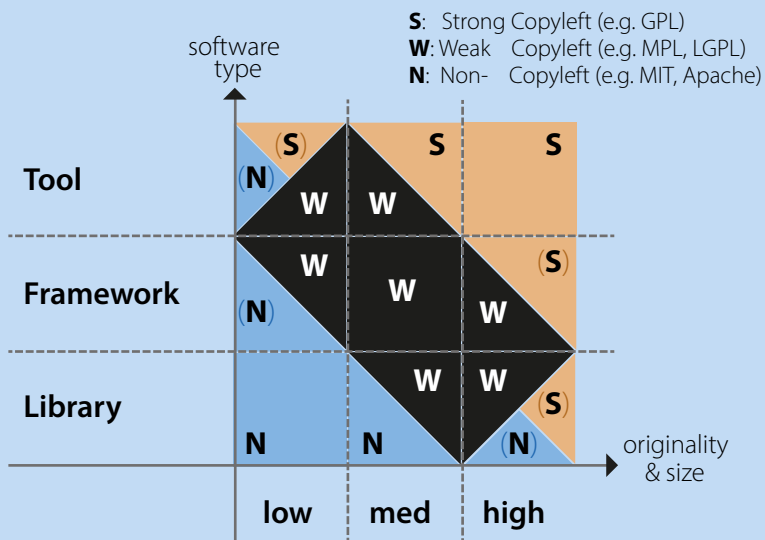 S: Strong Copyleft (e.g. GPL)
W: Weak Copyleft (e.g. MPL, LGPL)
N: Non- Copyleft (e.g. MIT, Apache)
software
type
(S) S S
Tool (N)
W W
W (S)
Framework W
(N) W
W W
Library (S)
N N (N)
originality
& size
low med high